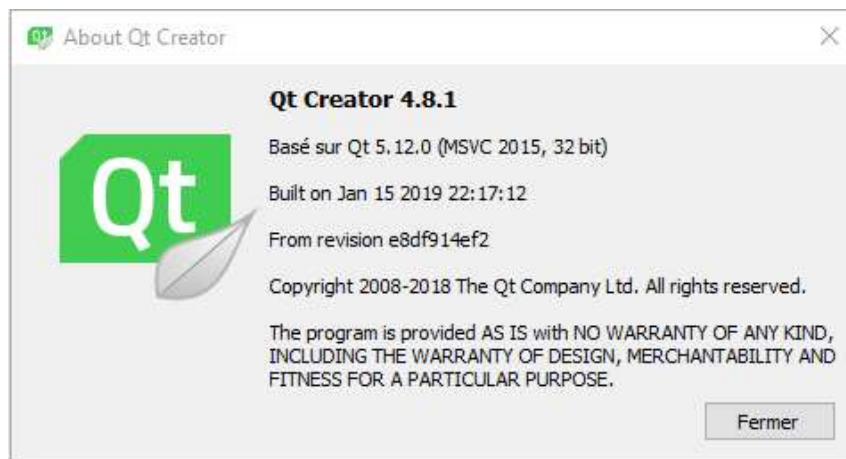 Qt About Qt Creator
Qt Creator 4.8.1
Basé sur Qt 5.12.0 (MSVC 2015, 32 bit)
Built on Jan 15 2019 22:17:12
From revision e8df914ef2
Copyright 2008-2018 The Qt Company Ltd. All rights reserved.
The program is provided AS IS with NO WARRANTY OF ANY KIND,
INCLUDING THE WARRANTY OF DESIGN, MERCHANTABILITY AND
FITNESS FOR A PARTICULAR PURPOSE.
Qt
Fermer